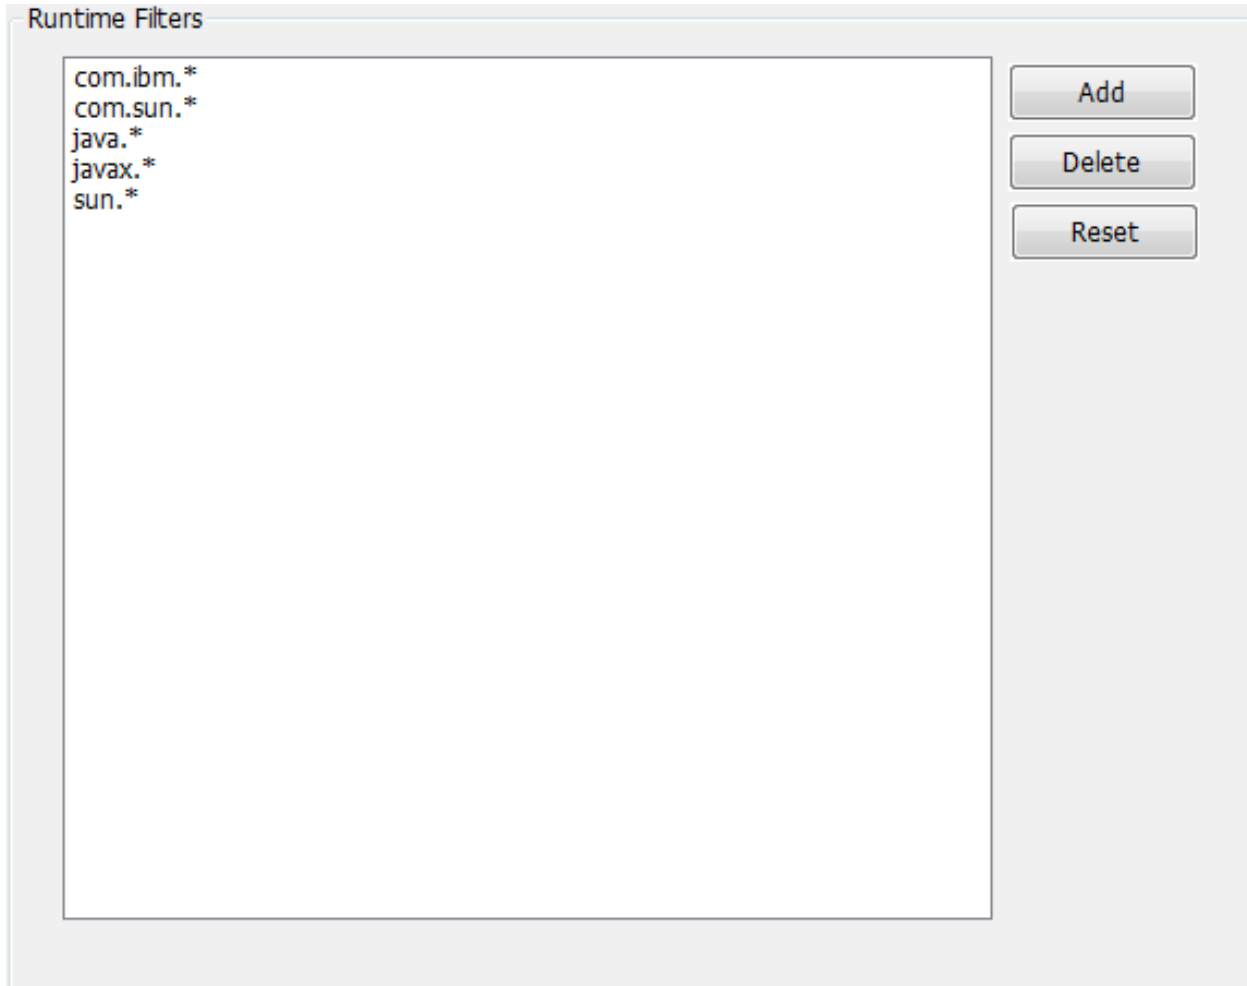 Runtime Filters
com.ibm.*
com.sun.*
java.*
javax.*
sun.*
Add
Delete
Reset